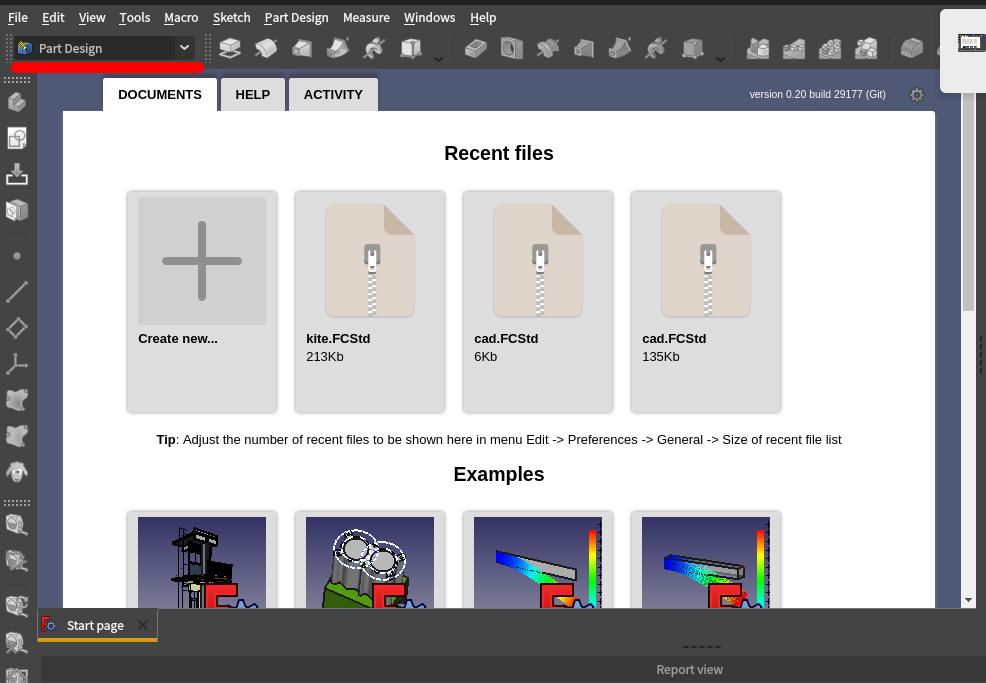 File Edit View Tools Macro Sketch Part Design Measure Windows Help
Part Design
DOCUMENTS HELP ACTIVITY version 0.20 build 29177 (Git)
Recent files
Create new... kite.FCStd cad.FCStd cad.FCStd
213Kb 6Kb 135Kb
Tip: Adjust the number of recent files to be shown here in menu Edit -> Preferences -> General -> Size of recent file list
Examples
Start page
Report view